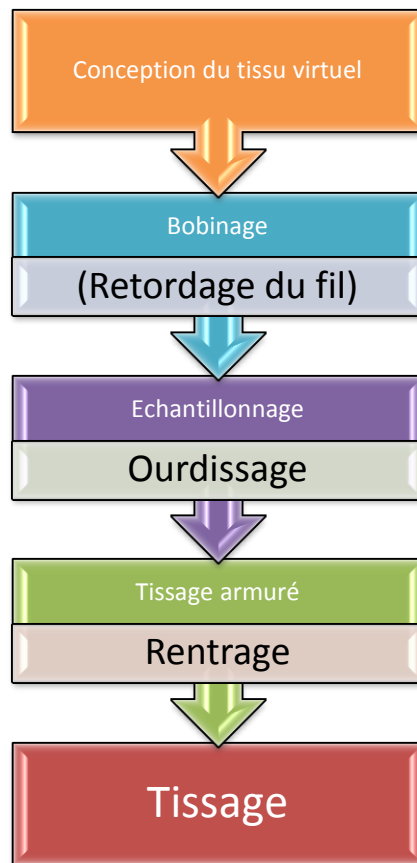 Conception du tissu virtuel
Bobinage
(Retordage du fil)
Echantillonnage
Ourdissage
Tissage armuré
Rentrage
Tissage